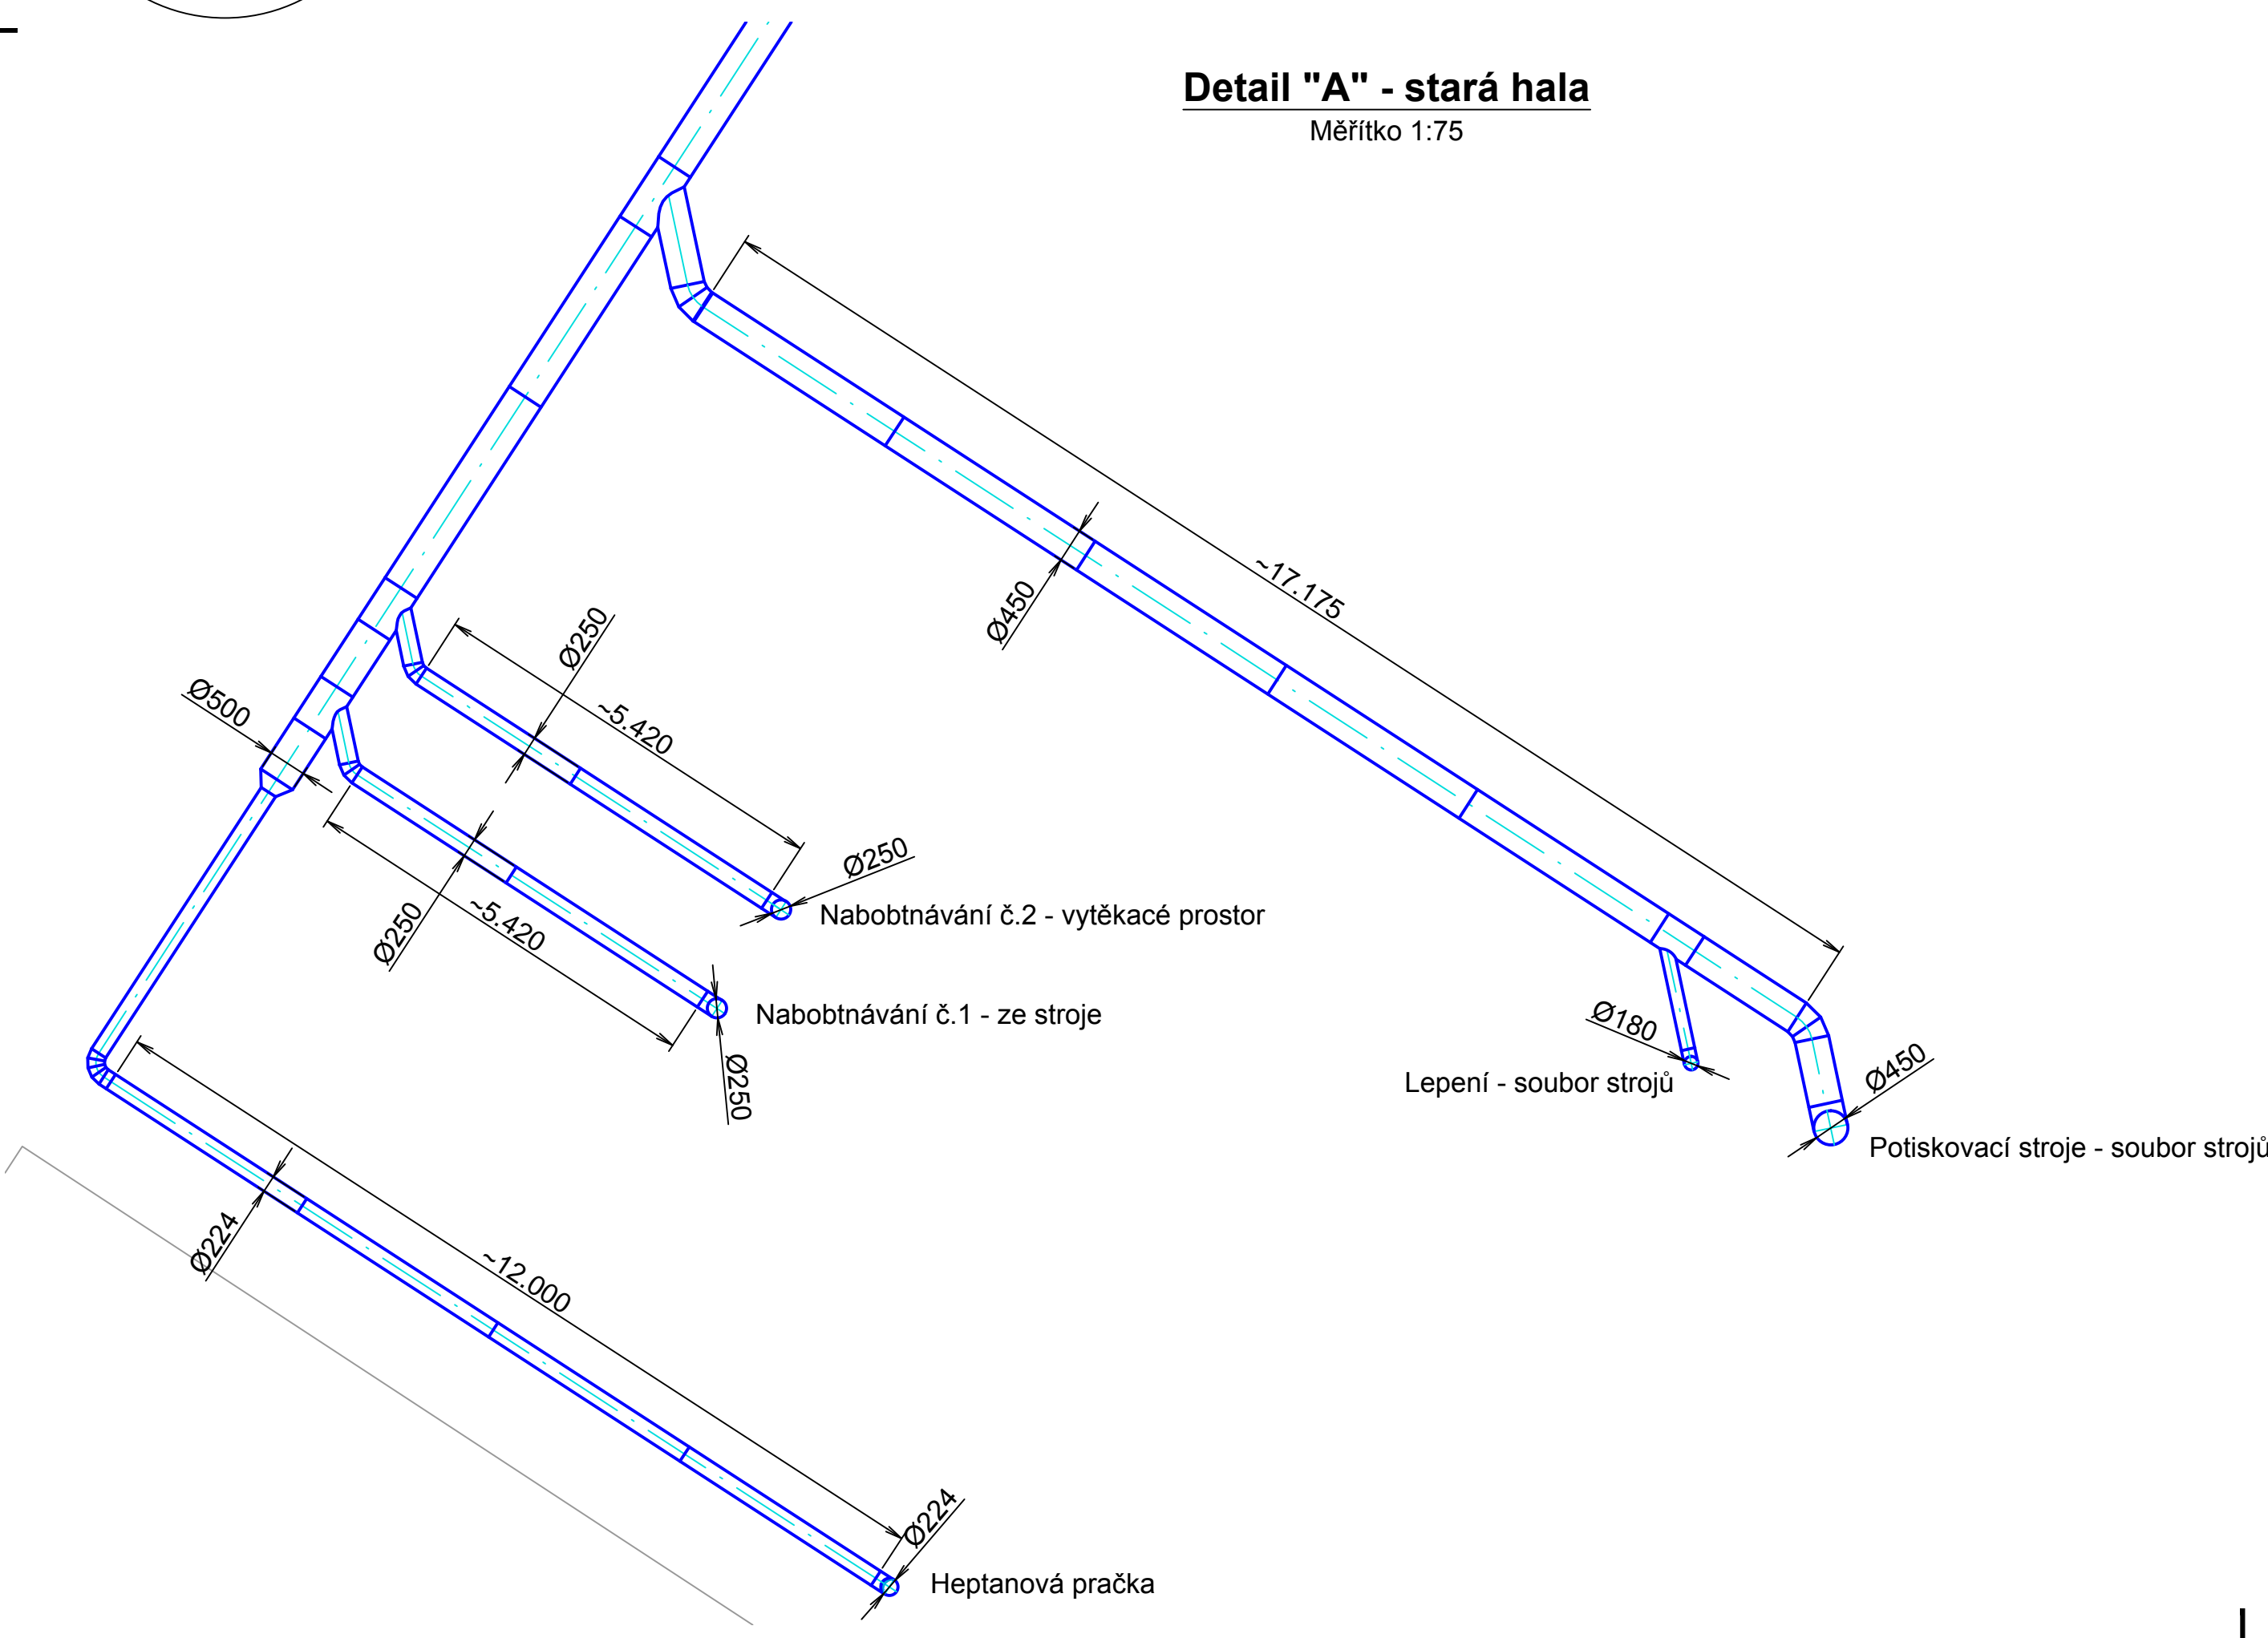 Detail "A" - stará hala
Měřítko 1:75
~17.175
Ø450
Ø250
~5.420
Ø500
Ø250
Nabobtnávání č.2 - vytěkacé prostor
Ø250
~5.420
Nabobtnávání č.1 - ze stroje
Ø250
Ø180
Lepení - soubor strojů
Ø450
Potiskovací stroje - soubor strojů
Ø224
~12.000
Ø224
Heptanová pračka